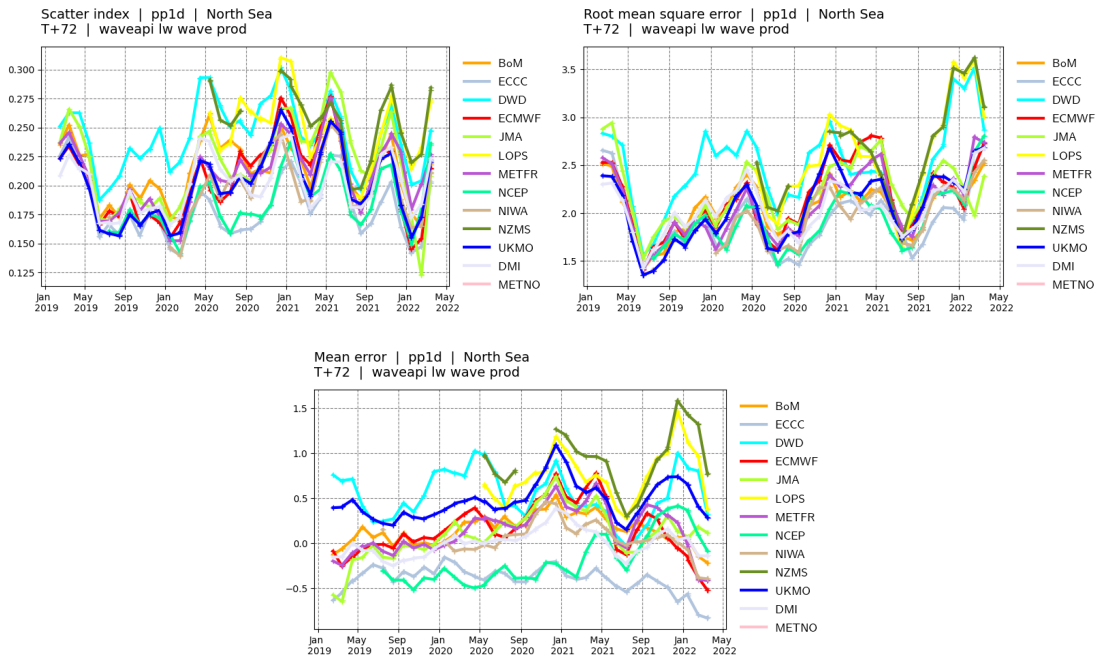 Scatter index | pp1d | North Sea
T+72 | waveapi lw wave prod
0.300
0.275
0.250
0.225
0.200
0.175
0.150
0.125
Jan 2019
May 2019
Sep 2019
Jan 2020
May 2020
Sep 2020
Jan 2021
May 2021
Sep 2021
Jan 2022
May 2022
BoM
ECCC
DWD
ECMWF
JMA
LOPS
METFR
NCEP
NIWA
NZMS
UKMO
DMI
METNO
Root mean square error | pp1d | North Sea
T+72 | waveapi lw wave prod
3.5
3.0
2.5
2.0
1.5
Jan 2019
May 2019
Sep 2019
Jan 2020
May 2020
Sep 2020
Jan 2021
May 2021
Sep 2021
Jan 2022
May 2022
BoM
ECCC
DWD
ECMWF
JMA
LOPS
METFR
NCEP
NIWA
NZMS
UKMO
DMI
METNO
Mean error | pp1d | North Sea
T+72 | waveapi lw wave prod
1.5
1.0
0.5
0.0
−0.5
Jan 2019
May 2019
Sep 2019
Jan 2020
May 2020
Sep 2020
Jan 2021
May 2021
Sep 2021
Jan 2022
May 2022
BoM
ECCC
DWD
ECMWF
JMA
LOPS
METFR
NCEP
NIWA
NZMS
UKMO
DMI
METNO